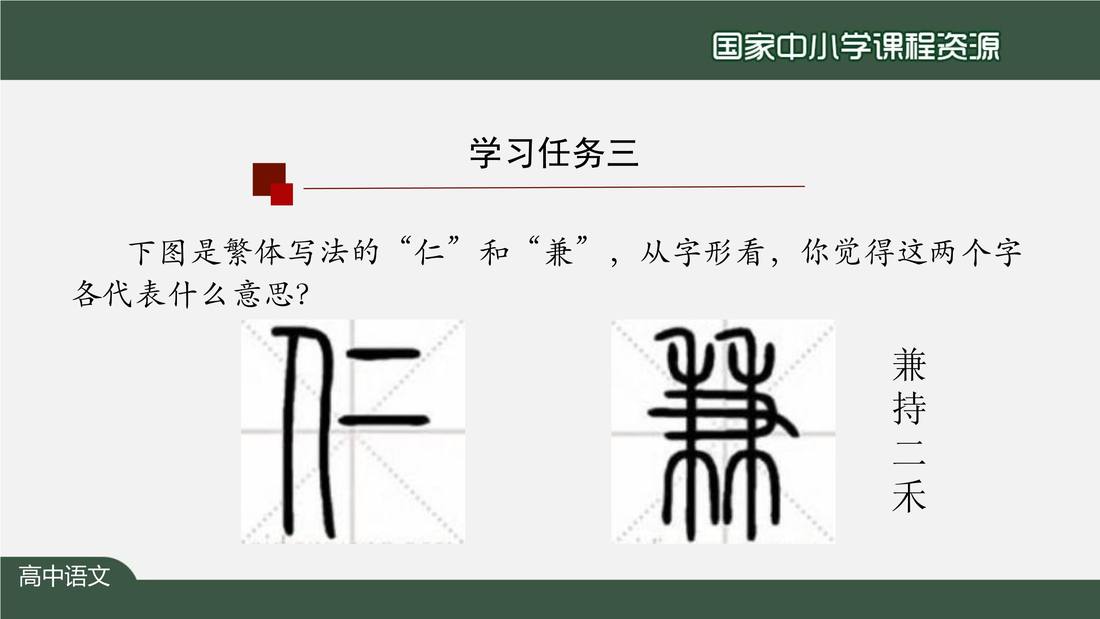 国家中小学课程资源
学习任务三
下图是繁体写法的“仁”和“兼”，从字形看，你觉得这两个字
各代表什么意思？
仁
兼
兼持二禾
高中语文